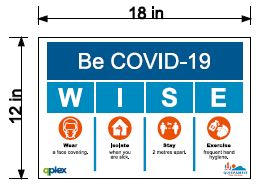 18 in
12 in
Be COVID-19
W I S E
Wear
a face covering.
Isolate
when you
are sick.
Stay
2 metres apart.
Exercise
frequent hand
hygiene.
qplex